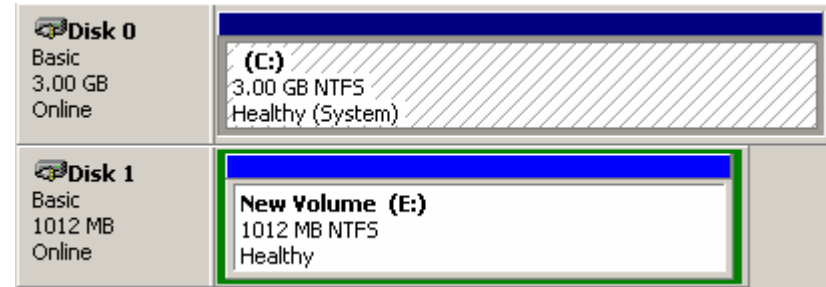 Disk 0
Basic
3.00 GB
Online
(C:)
3.00 GB NTFS
Healthy (System)
Disk 1
Basic
1012 MB
Online
New Volume (E:)
1012 MB NTFS
Healthy